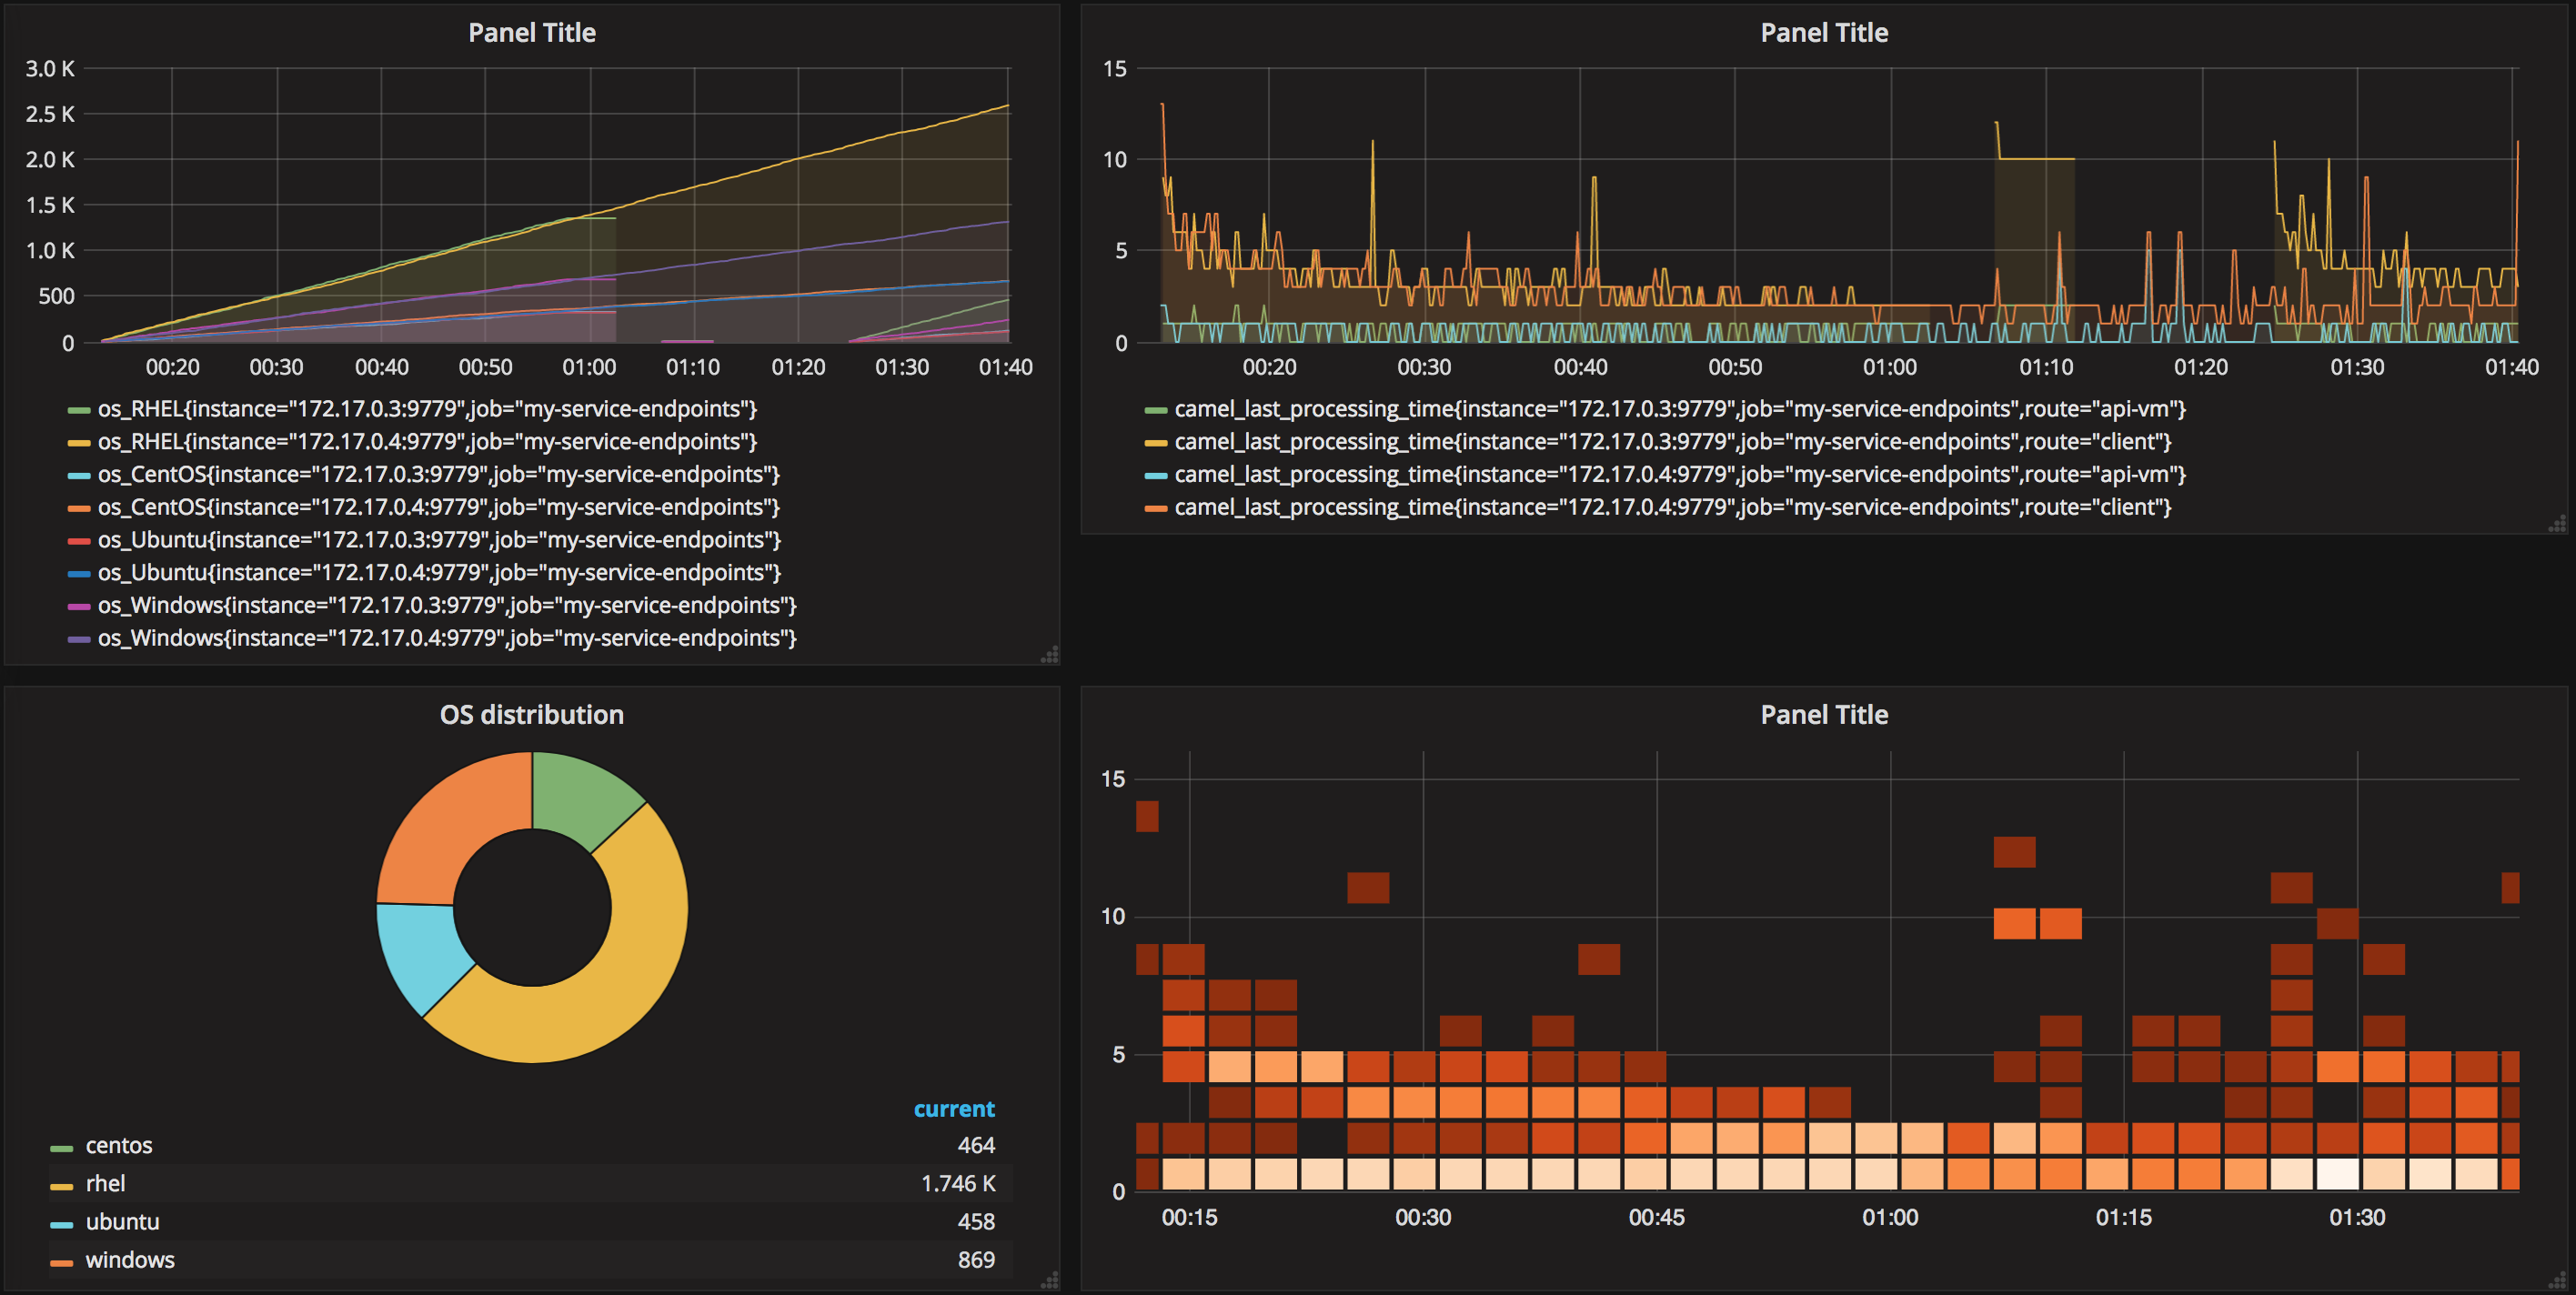 Panel Title
3.0 K
2.5 K
2.0 K
1.5 K
1.0 K
500
0
00:20 00:30 00:40 00:50 01:00 01:10 01:20 01:30 01:40
os_RHEL{instance="172.17.0.3:9779",job="my-service-endpoints"}
os_RHEL{instance="172.17.0.4:9779",job="my-service-endpoints"}
os_CentOS{instance="172.17.0.3:9779",job="my-service-endpoints"}
os_CentOS{instance="172.17.0.4:9779",job="my-service-endpoints"}
os_Ubuntu{instance="172.17.0.3:9779",job="my-service-endpoints"}
os_Ubuntu{instance="172.17.0.4:9779",job="my-service-endpoints"}
os_Windows{instance="172.17.0.3:9779",job="my-service-endpoints"}
os_Windows{instance="172.17.0.4:9779",job="my-service-endpoints"}
Panel Title
15
10
5
0
00:20 00:30 00:40 00:50 01:00 01:10 01:20 01:30 01:40
camel_last_processing_time{instance="172.17.0.3:9779",job="my-service-endpoints",route="api-vm"}
camel_last_processing_time{instance="172.17.0.3:9779",job="my-service-endpoints",route="client"}
camel_last_processing_time{instance="172.17.0.4:9779",job="my-service-endpoints",route="api-vm"}
camel_last_processing_time{instance="172.17.0.4:9779",job="my-service-endpoints",route="client"}
OS distribution
current
centos 464
rhel 1.746 K
ubuntu 458
windows 869
Panel Title
15
10
5
0
00:15 00:30 00:45 01:00 01:15 01:30